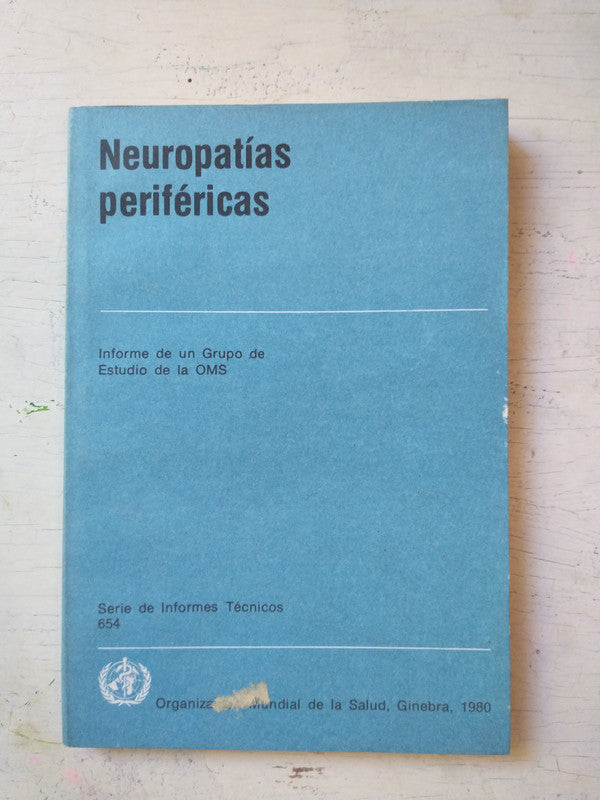 Neuropatías
periféricas
Informe de un Grupo de
Estudio de la OMS
Serie de Informes Técnicos
654
Mundial de la Salud, Ginebra, 1980